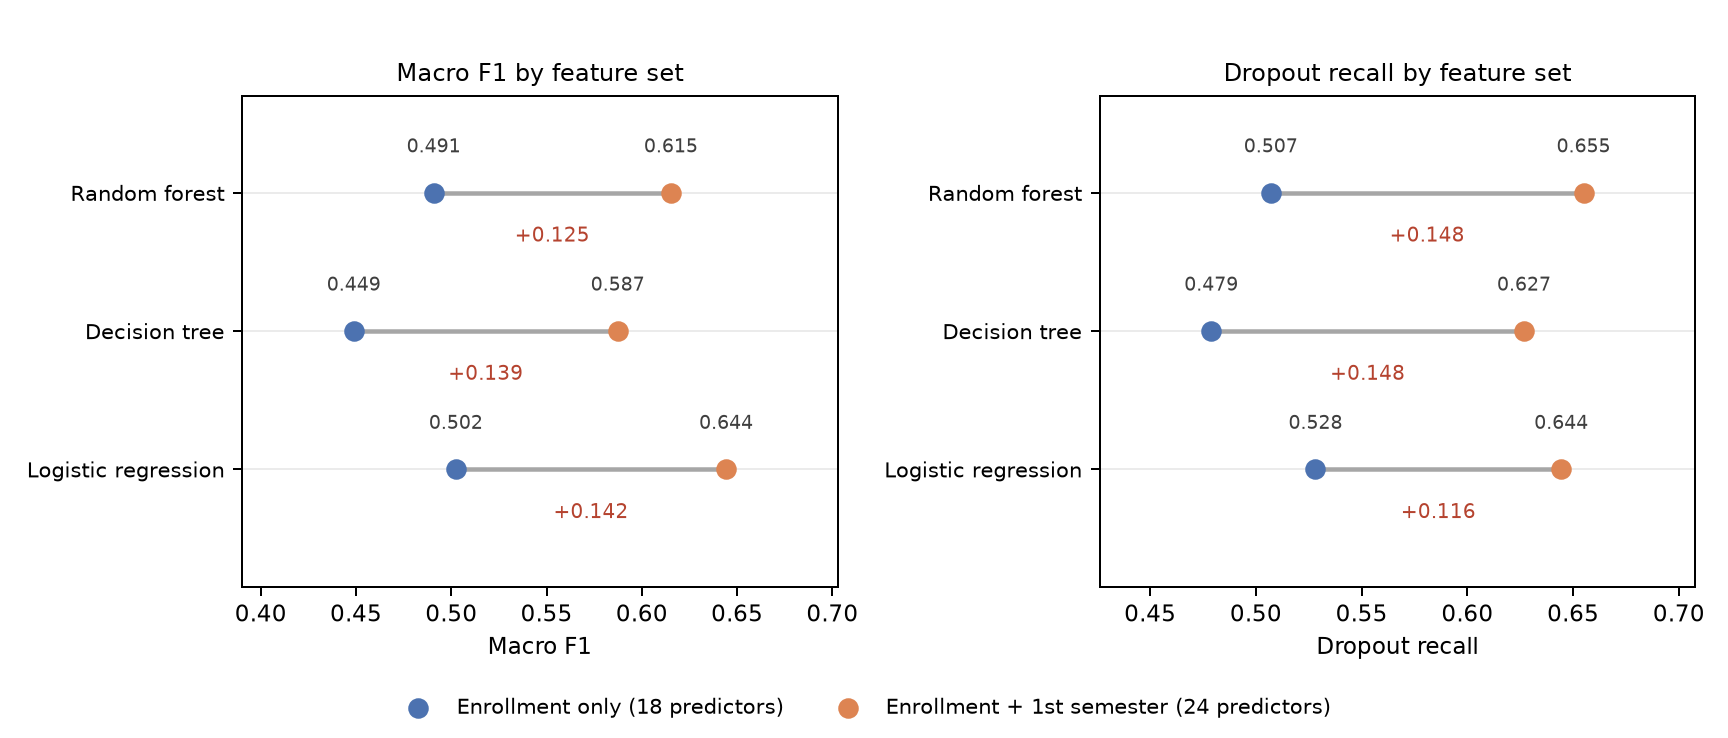 Macro F1 by feature set
0.491 0.615
Random forest
+0.125
0.449 0.587
Decision tree
+0.139
0.502 0.644
Logistic regression
+0.142
0.40 0.45 0.50 0.55 0.60 0.65 0.70
Macro F1
Dropout recall by feature set
0.507 0.655
Random forest
+0.148
0.479 0.627
Decision tree
+0.148
0.528 0.644
Logistic regression
+0.116
0.45 0.50 0.55 0.60 0.65 0.70
Dropout recall
Enrollment only (18 predictors) Enrollment + 1st semester (24 predictors)